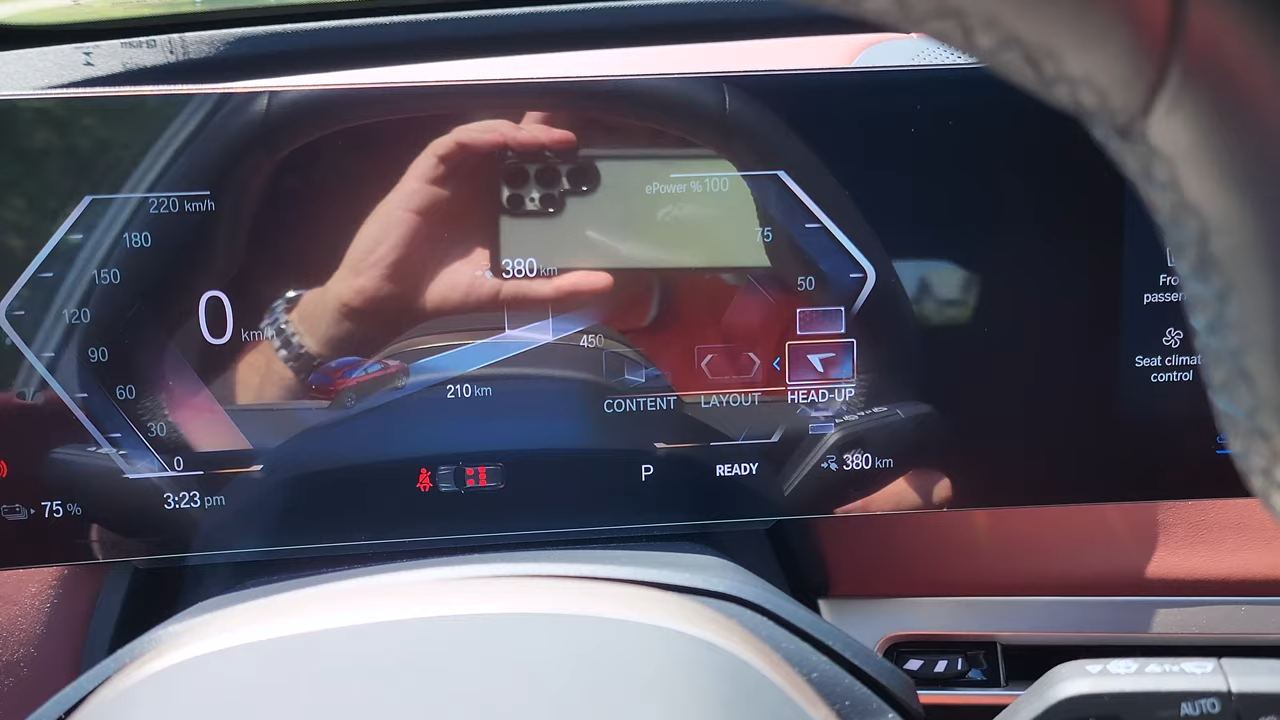 220 km/h
180
150
120
90
60
30
0
0 km/h
ePower % 100
75
50
380 km
450
210 km
CONTENT LAYOUT HEAD-UP
P READY 380 km
75 %
3:23 pm
Seat climat
control
AUTO